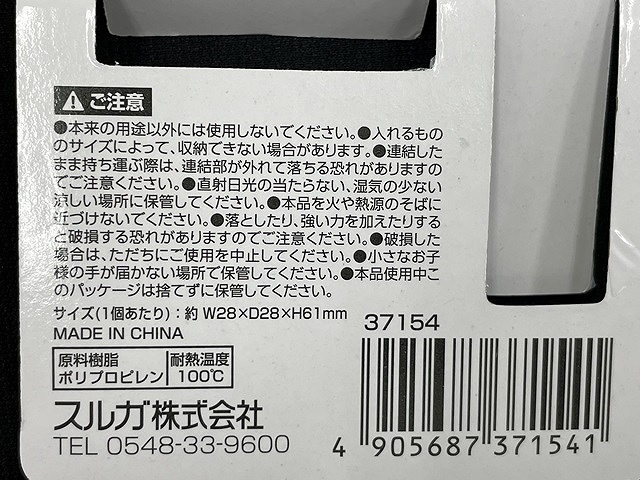 ⚠ ご注意
●本来の用途以外には使用しないでください。●入れるもの
のサイズによって、収納できない場合があります。●連結した
まま持ち運ぶ際は、連結部が外れて落ちる恐れがありますの
でご注意ください。●直射日光の当たらない、湿気の少ない
涼しい場所に保管してください。●本品を火や熱源のそばに
近づけないでください。●落としたり、強い力を加えたりする
と破損する恐れがありますのでご注意ください。●破損した
場合は、ただちにご使用を中止してください。●小さなお子
様の手が届かない場所で保管してください。●本品使用中こ
のパッケージは捨てずに保管してください。
サイズ(1個あたり):約 W28×D28×H61mm
37154
MADE IN CHINA
原料樹脂 耐熱温度
ポリプロピレン 100℃
スルガ株式会社
TEL 0548-33-9600
4 905687 371541